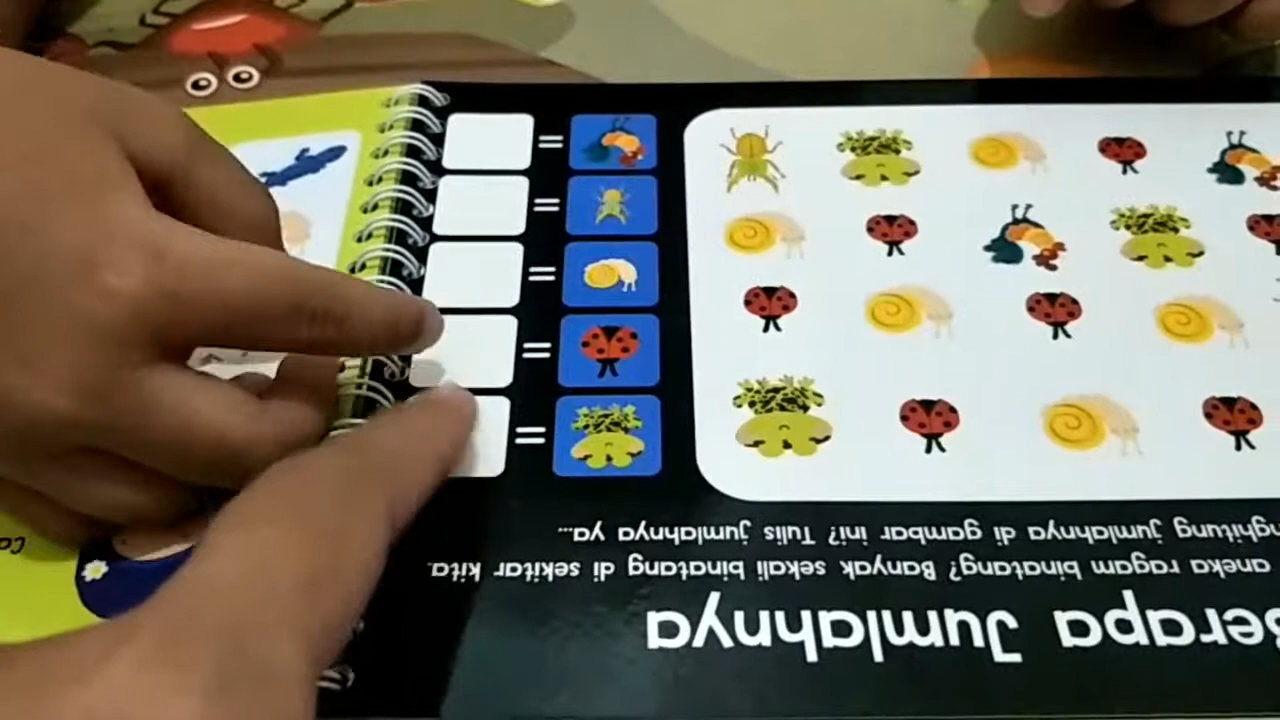 Berapa Jumlahnya
aneka ragam binatang? Banyak sekali binatang di sekitar kita.
nghitung jumlahnya di gambar ini? Tulis jumlahnya ya...
=
=
=
=
=
Ca